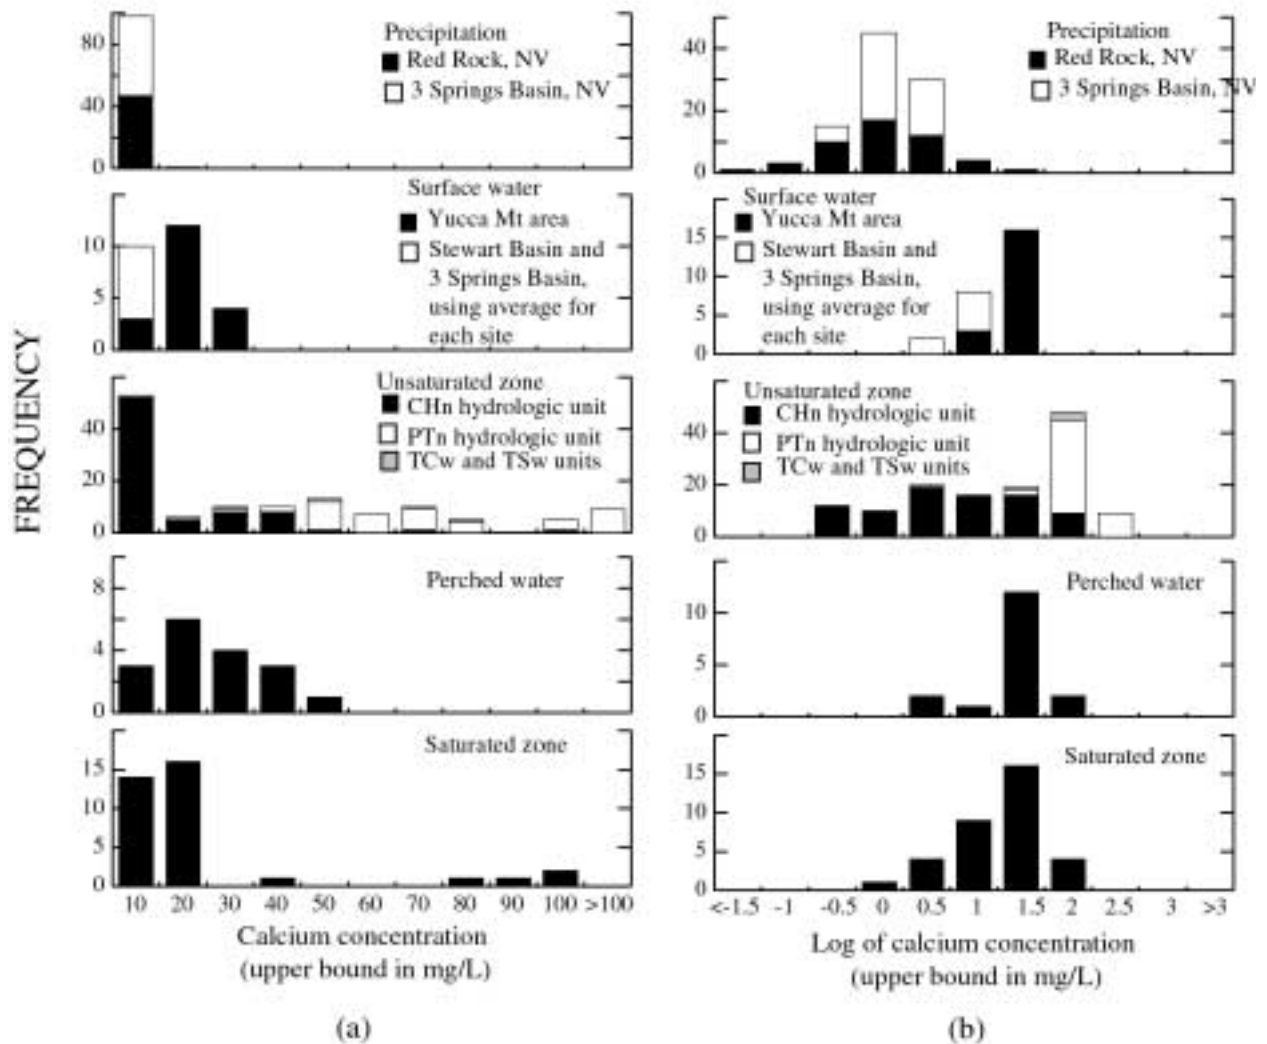 FREQUENCY
80
40
0
Precipitation
Red Rock, NV
3 Springs Basin, NV
10
5
0
Surface water
Yucca Mt area
Stewart Basin and
3 Springs Basin,
using average for
each site
40
20
0
Unsaturated zone
CHn hydrologic unit
PTn hydrologic unit
TCw and TSw units
8
4
0
Perched water
15
10
5
0
Saturated zone
10 20 30 40 50 60 70 80 90 100 >100
Calcium concentration
(upper bound in mg/L)
(a)
40
20
0
Precipitation
Red Rock, NV
3 Springs Basin, NV
15
10
5
0
Surface water
Yucca Mt area
Stewart Basin and
3 Springs Basin,
using average for
each site
40
20
0
Unsaturated zone
CHn hydrologic unit
PTn hydrologic unit
TCw and TSw units
10
5
0
Perched water
15
10
5
0
Saturated zone
<-1.5 -1 -0.5 0 0.5 1 1.5 2 2.5 3 >3
Log of calcium concentration
(upper bound in mg/L)
(b)